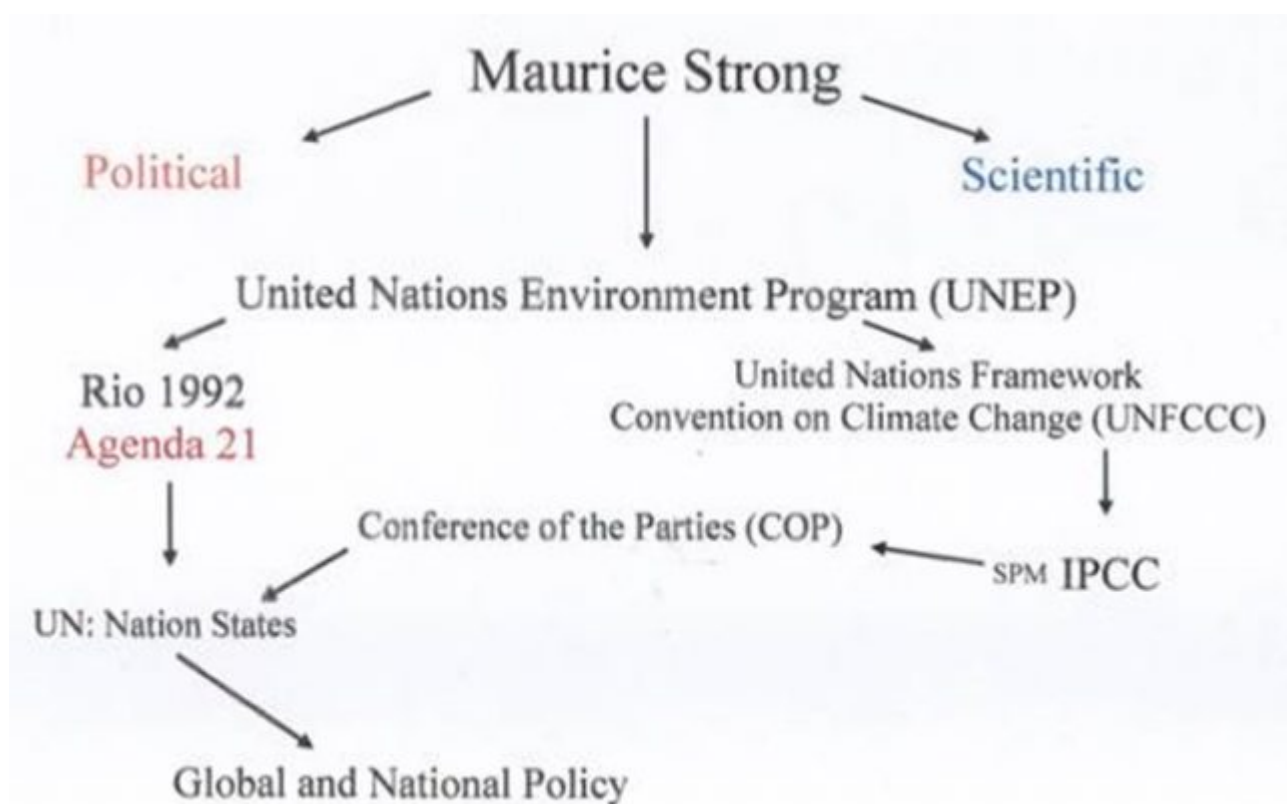 Maurice Strong
Political
Scientific
United Nations Environment Program (UNEP)
Rio 1992
Agenda 21
United Nations Framework
Convention on Climate Change (UNFCCC)
Conference of the Parties (COP)
SPM IPCC
UN: Nation States
Global and National Policy